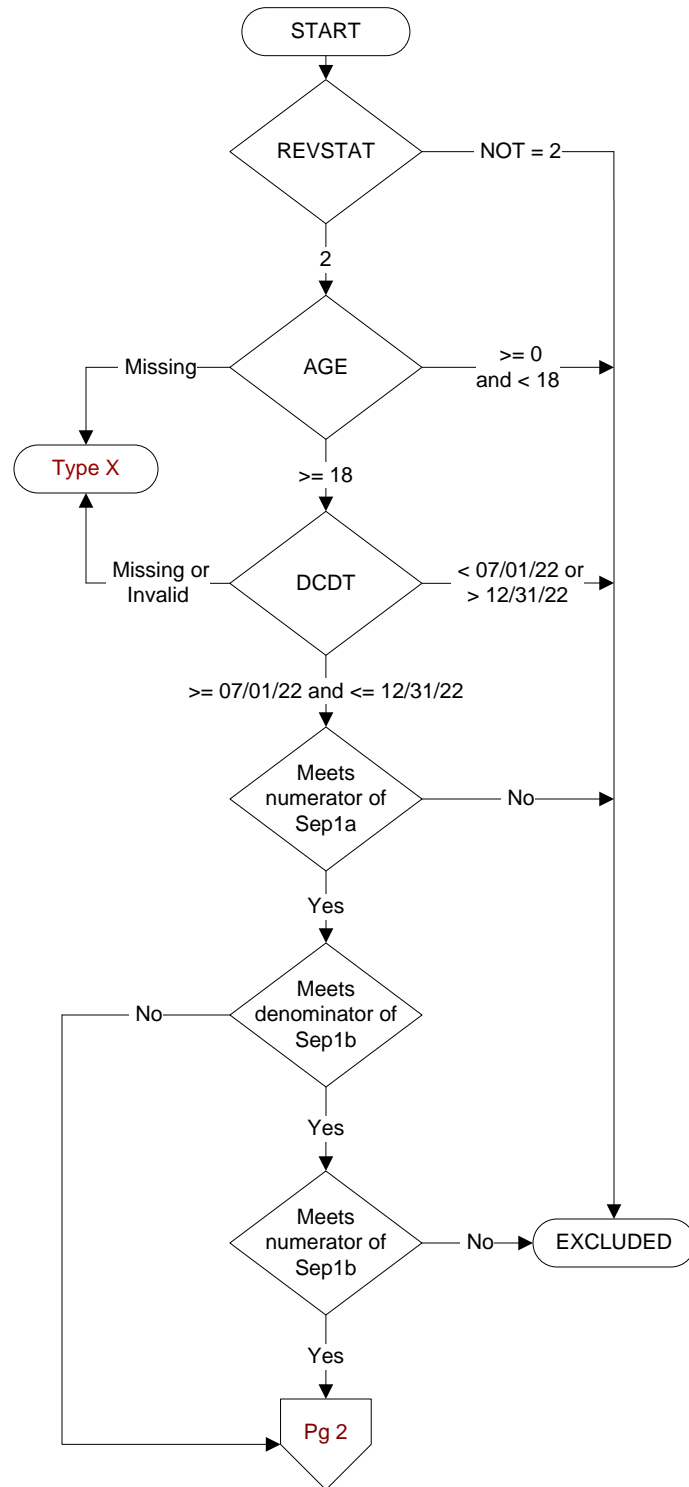 START
REVSTAT
NOT = 2
2
Missing
AGE
>= 0
and < 18
Type X
>= 18
Missing or
Invalid
DCDT
< 07/01/22 or
> 12/31/22
>= 07/01/22 and <= 12/31/22
Meets
numerator of
Sep1a
No
Yes
No
Meets
denominator of
Sep1b
Yes
Meets
numerator of
Sep1b
No
EXCLUDED
Yes
Pg 2